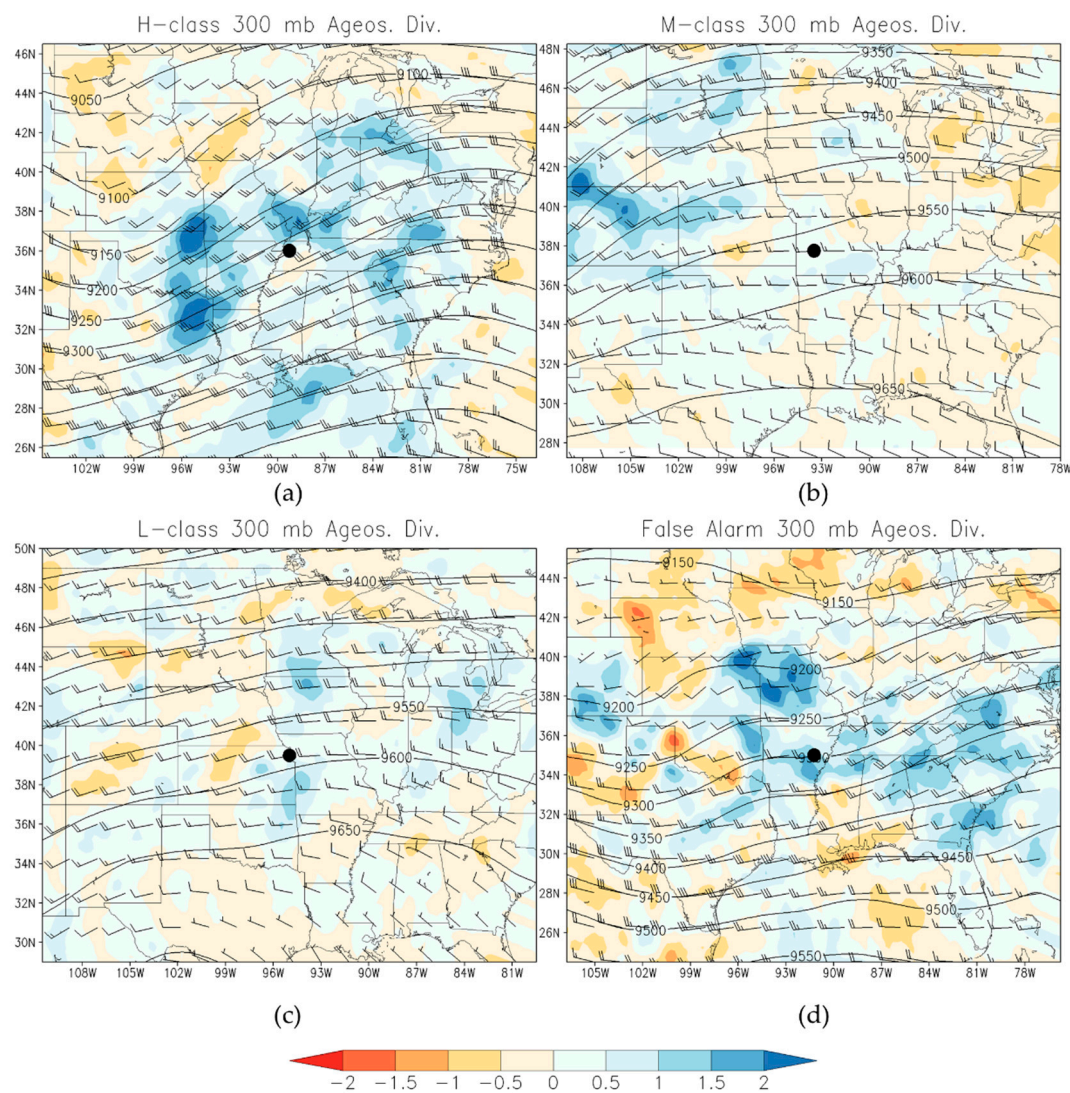 H-class 300 mb Ageos. Div.
M-class 300 mb Ageos. Div.
46N
44N
42N
40N
38N
36N
34N
32N
30N
28N
26N
9050
9100
9100
9150
9200
9250
9300
102W 99W 96W 93W 90W 87W 84W 81W 78W 75W
48N
46N
44N
42N
40N
38N
36N
34N
32N
30N
28N
9350
9400
9450
9500
9550
9600
9650
108W 105W 102W 99W 96W 93W 90W 87W 84W 81W 78W
(a)
(b)
L-class 300 mb Ageos. Div.
False Alarm 300 mb Ageos. Div.
50N
48N
46N
44N
42N
40N
38N
36N
34N
32N
30N
9400
9550
9600
9650
108W 105W 102W 99W 96W 93W 90W 87W 84W
44N
42N
40N
38N
36N
34N
32N
30N
28N
26N
9150
9150
9200
9200
9250
9250
9300
9350
9400
9450
9450
9500
9500
9550
105W 102W 99W 96W 93W 90W 87W 84W 81W 78W
(c)
(d)
-2 -1.5 -1 -0.5 0 0.5 1 1.5 2